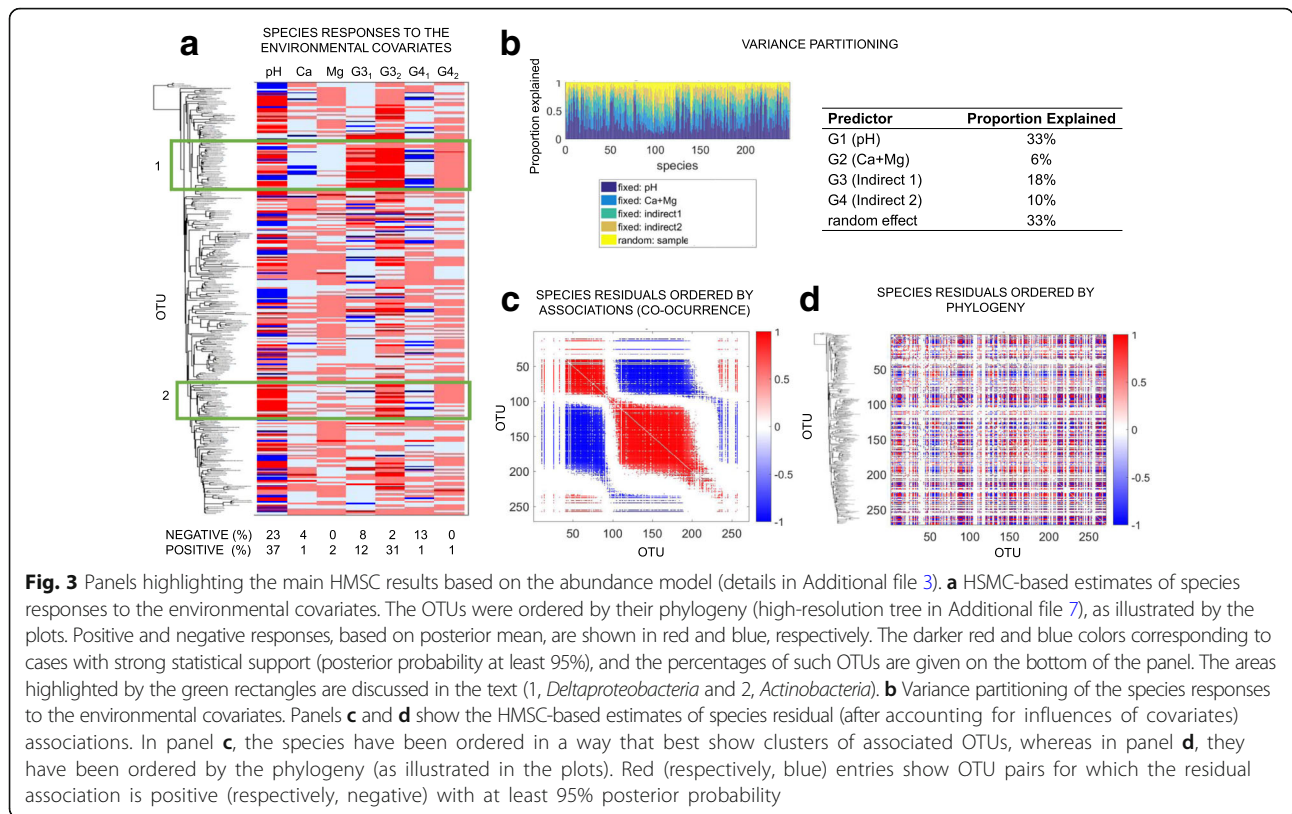 a
SPECIES RESPONSES TO THE
ENVIRONMENTAL COVARIATES
pH Ca Mg G3₁ G3₂ G4₁ G4₂
1
2
OTU
NEGATIVE (%) 23 4 0 8 2 13 0
POSITIVE (%) 37 1 2 12 31 1 1
b
VARIANCE PARTITIONING
Proportion explained
1
0.5
0
0 50 100 150 200
species
fixed: pH
fixed: Ca+Mg
fixed: indirect1
fixed: indirect2
random: sample
Predictor Proportion Explained
G1 (pH) 33%
G2 (Ca+Mg) 6%
G3 (Indirect 1) 18%
G4 (Indirect 2) 10%
random effect 33%
c
SPECIES RESIDUALS ORDERED BY
ASSOCIATIONS (CO-OCURRENCE)
OTU
50
100
150
200
250
50 100 150 200 250
OTU
1
0.5
0
-0.5
-1
d
SPECIES RESIDUALS ORDERED BY
PHYLOGENY
OTU
50
100
150
200
250
50 100 150 200 250
OTU
1
0.5
0
-0.5
-1
Fig. 3 Panels highlighting the main HMSC results based on the abundance model (details in Additional file 3). a HSMC-based estimates of species
responses to the environmental covariates. The OTUs were ordered by their phylogeny (high-resolution tree in Additional file 7), as illustrated by the
plots. Positive and negative responses, based on posterior mean, are shown in red and blue, respectively. The darker red and blue colors corresponding to
cases with strong statistical support (posterior probability at least 95%), and the percentages of such OTUs are given on the bottom of the panel. The areas
highlighted by the green rectangles are discussed in the text (1, Deltaproteobacteria and 2, Actinobacteria). b Variance partitioning of the species responses
to the environmental covariates. Panels c and d show the HMSC-based estimates of species residual (after accounting for influences of covariates)
associations. In panel c, the species have been ordered in a way that best show clusters of associated OTUs, whereas in panel d, they
have been ordered by the phylogeny (as illustrated in the plots). Red (respectively, blue) entries show OTU pairs for which the residual
association is positive (respectively, negative) with at least 95% posterior probability